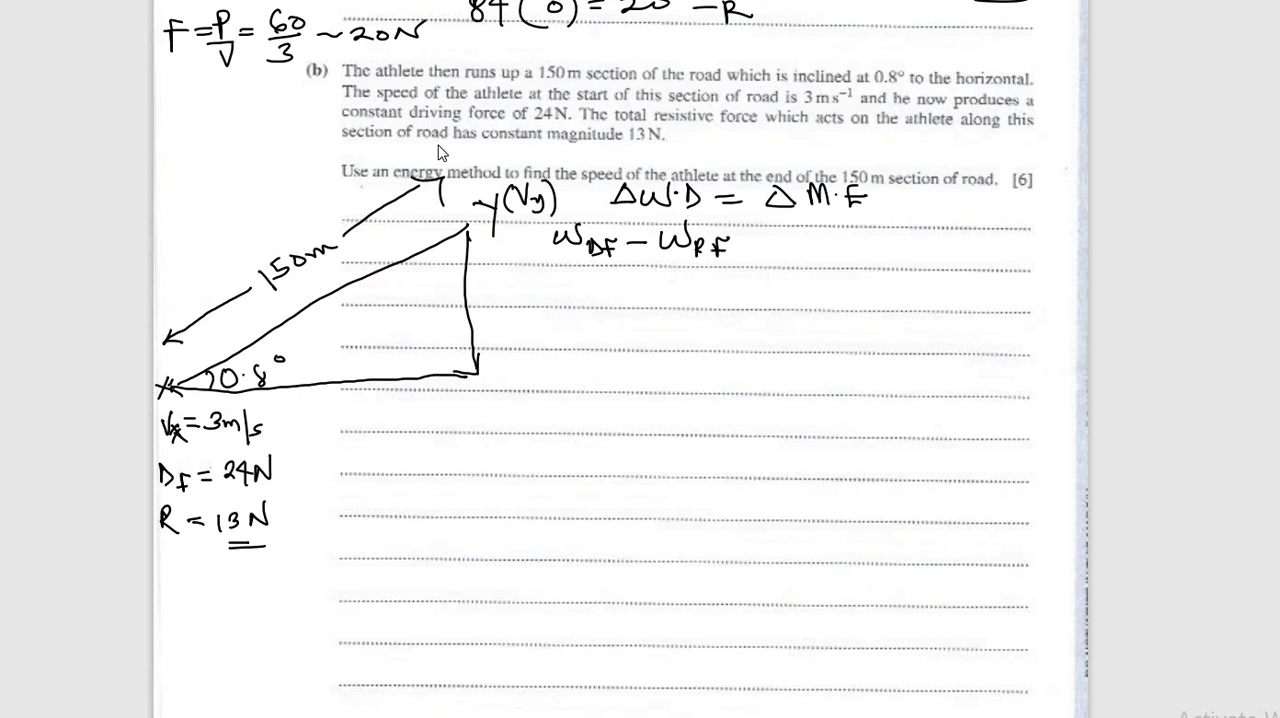 84 (0) = 20 - R
F = P/V = 60/3 ~ 20N
(b) The athlete then runs up a 150 m section of the road which is inclined at 0.8° to the horizontal.
The speed of the athlete at the start of this section of road is 3 m s⁻¹ and he now produces a
constant driving force of 24 N. The total resistive force which acts on the athlete along this
section of road has constant magnitude 13 N.
Use an energy method to find the speed of the athlete at the end of the 150 m section of road. [6]
y(Vy) ΔW.D = Δ M.E
W_DF - W_RF
150m
0.8°
Vx = 3m/s
DF = 24N
R = 13N